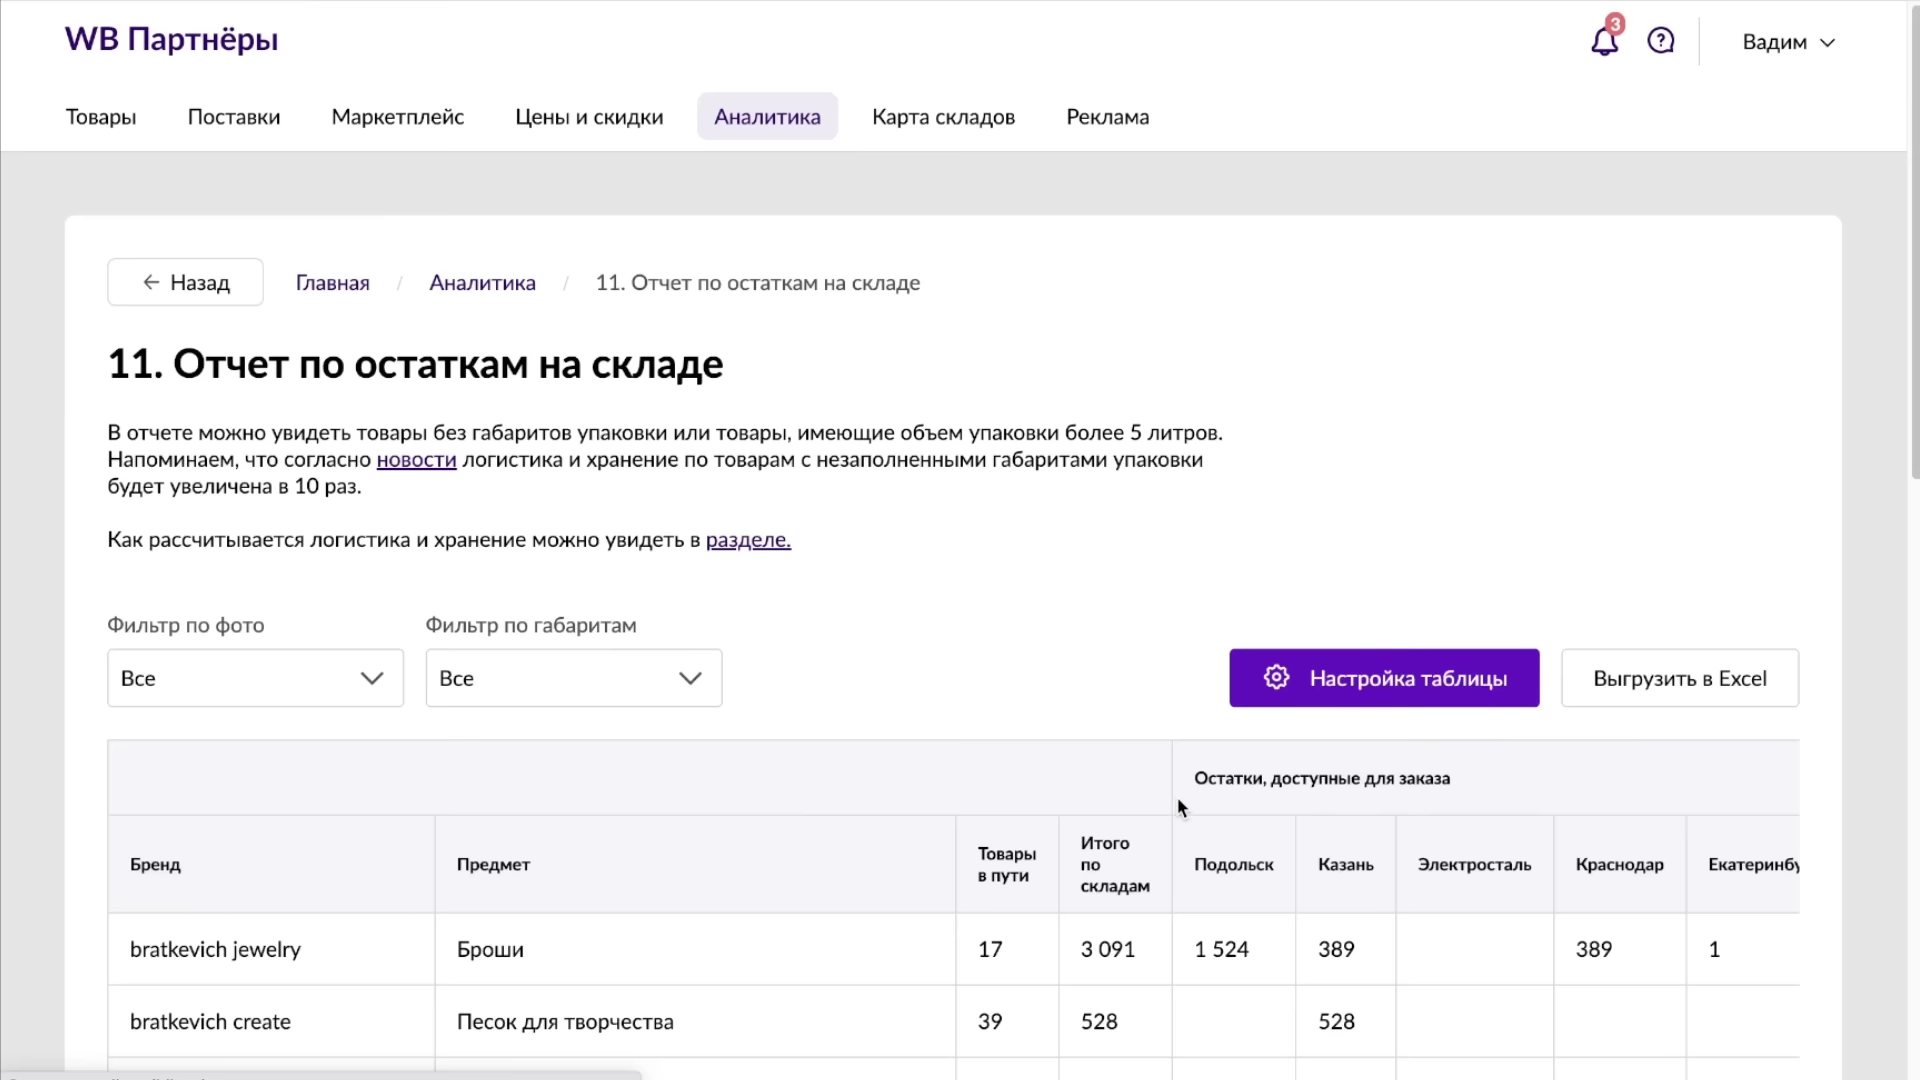 WB Партнёры
3
Вадим
Товары
Поставки
Маркетплейс
Цены и скидки
Аналитика
Карта складов
Реклама
Назад
Главная / Аналитика / 11. Отчет по остаткам на складе
11. Отчет по остаткам на складе
В отчете можно увидеть товары без габаритов упаковки или товары, имеющие объем упаковки более 5 литров.
Напоминаем, что согласно новости логистика и хранение по товарам с незаполненными габаритами упаковки
будет увеличена в 10 раз.
Как рассчитывается логистика и хранение можно увидеть в разделе.
Фильтр по фото
Фильтр по габаритам
Все
Все
Настройка таблицы
Выгрузить в Excel
Остатки, доступные для заказа
Бренд
Предмет
Товары
в пути
Итого
по
складам
Подольск
Казань
Электросталь
Краснодар
Екатеринбу
bratkevich jewelry
Броши
17
3 091
1 524
389
389
1
bratkevich create
Песок для творчества
39
528
528